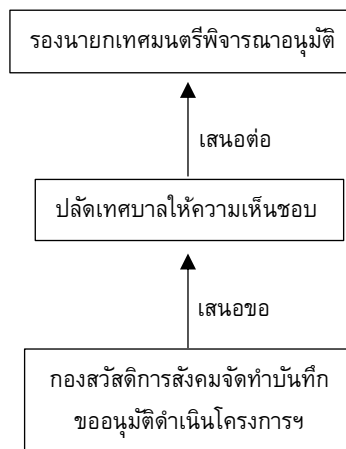 รองนายกเทศมนตรีพิจารณาอนุมัติ
เสนอต่อ
ปลัดเทศบาลให้ความเห็นชอบ
เสนอขอ
กองสวัสดิการสังคมจัดทำบันทึก
ขออนุมัติดำเนินโครงการฯ